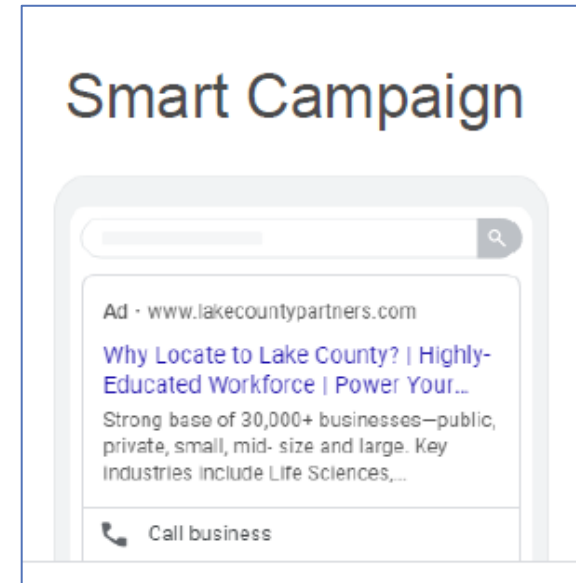 Smart Campaign
Ad · www.lakecountypartners.com
Why Locate to Lake County? | Highly-
Educated Workforce | Power Your...
Strong base of 30,000+ businesses—public,
private, small, mid- size and large. Key
industries include Life Sciences,...
Call business